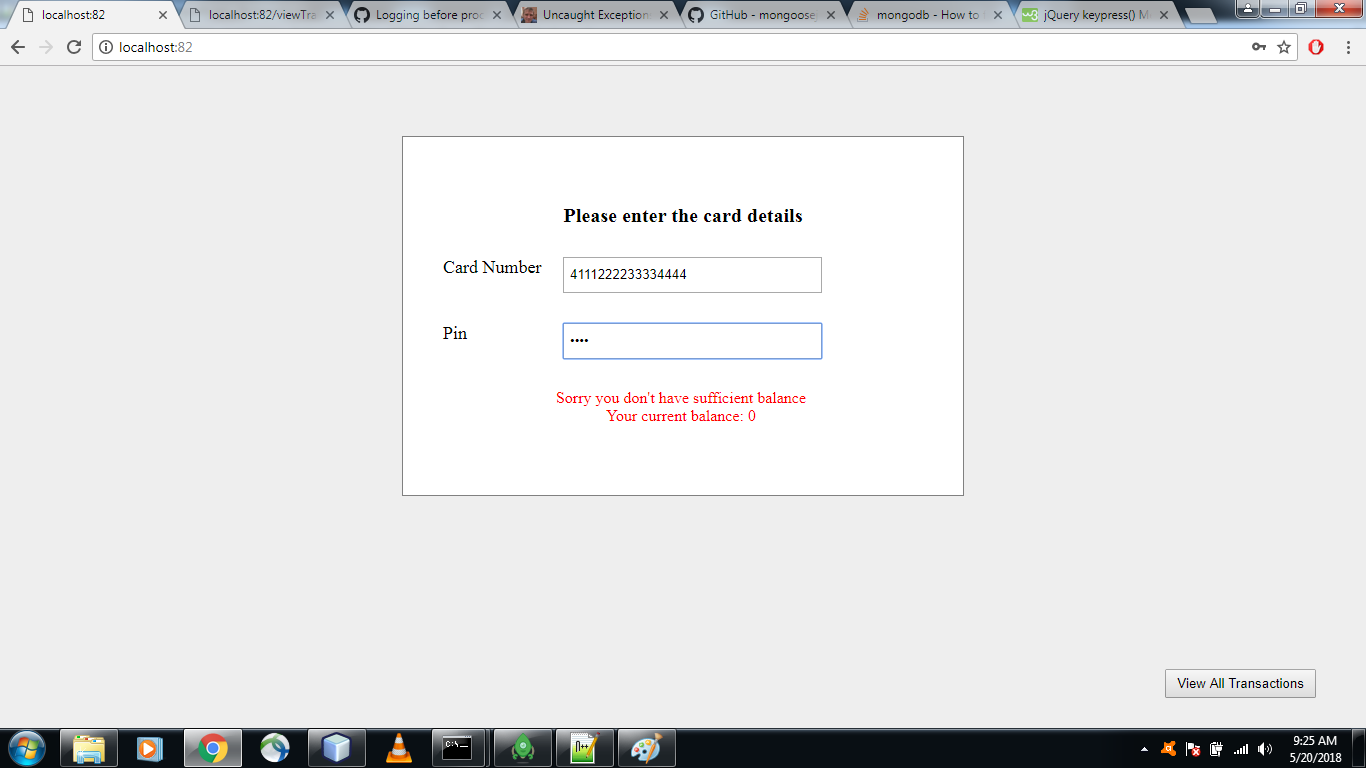 localhost:82
localhost:82/viewTra
Logging before proc
Uncaught Exception
GitHub - mongoose
mongodb - How to
jQuery keypress() M
localhost:82
Please enter the card details
Card Number
4111222233334444
Pin
••••
Sorry you don't have sufficient balance
Your current balance: 0
View All Transactions
9:25 AM
5/20/2018